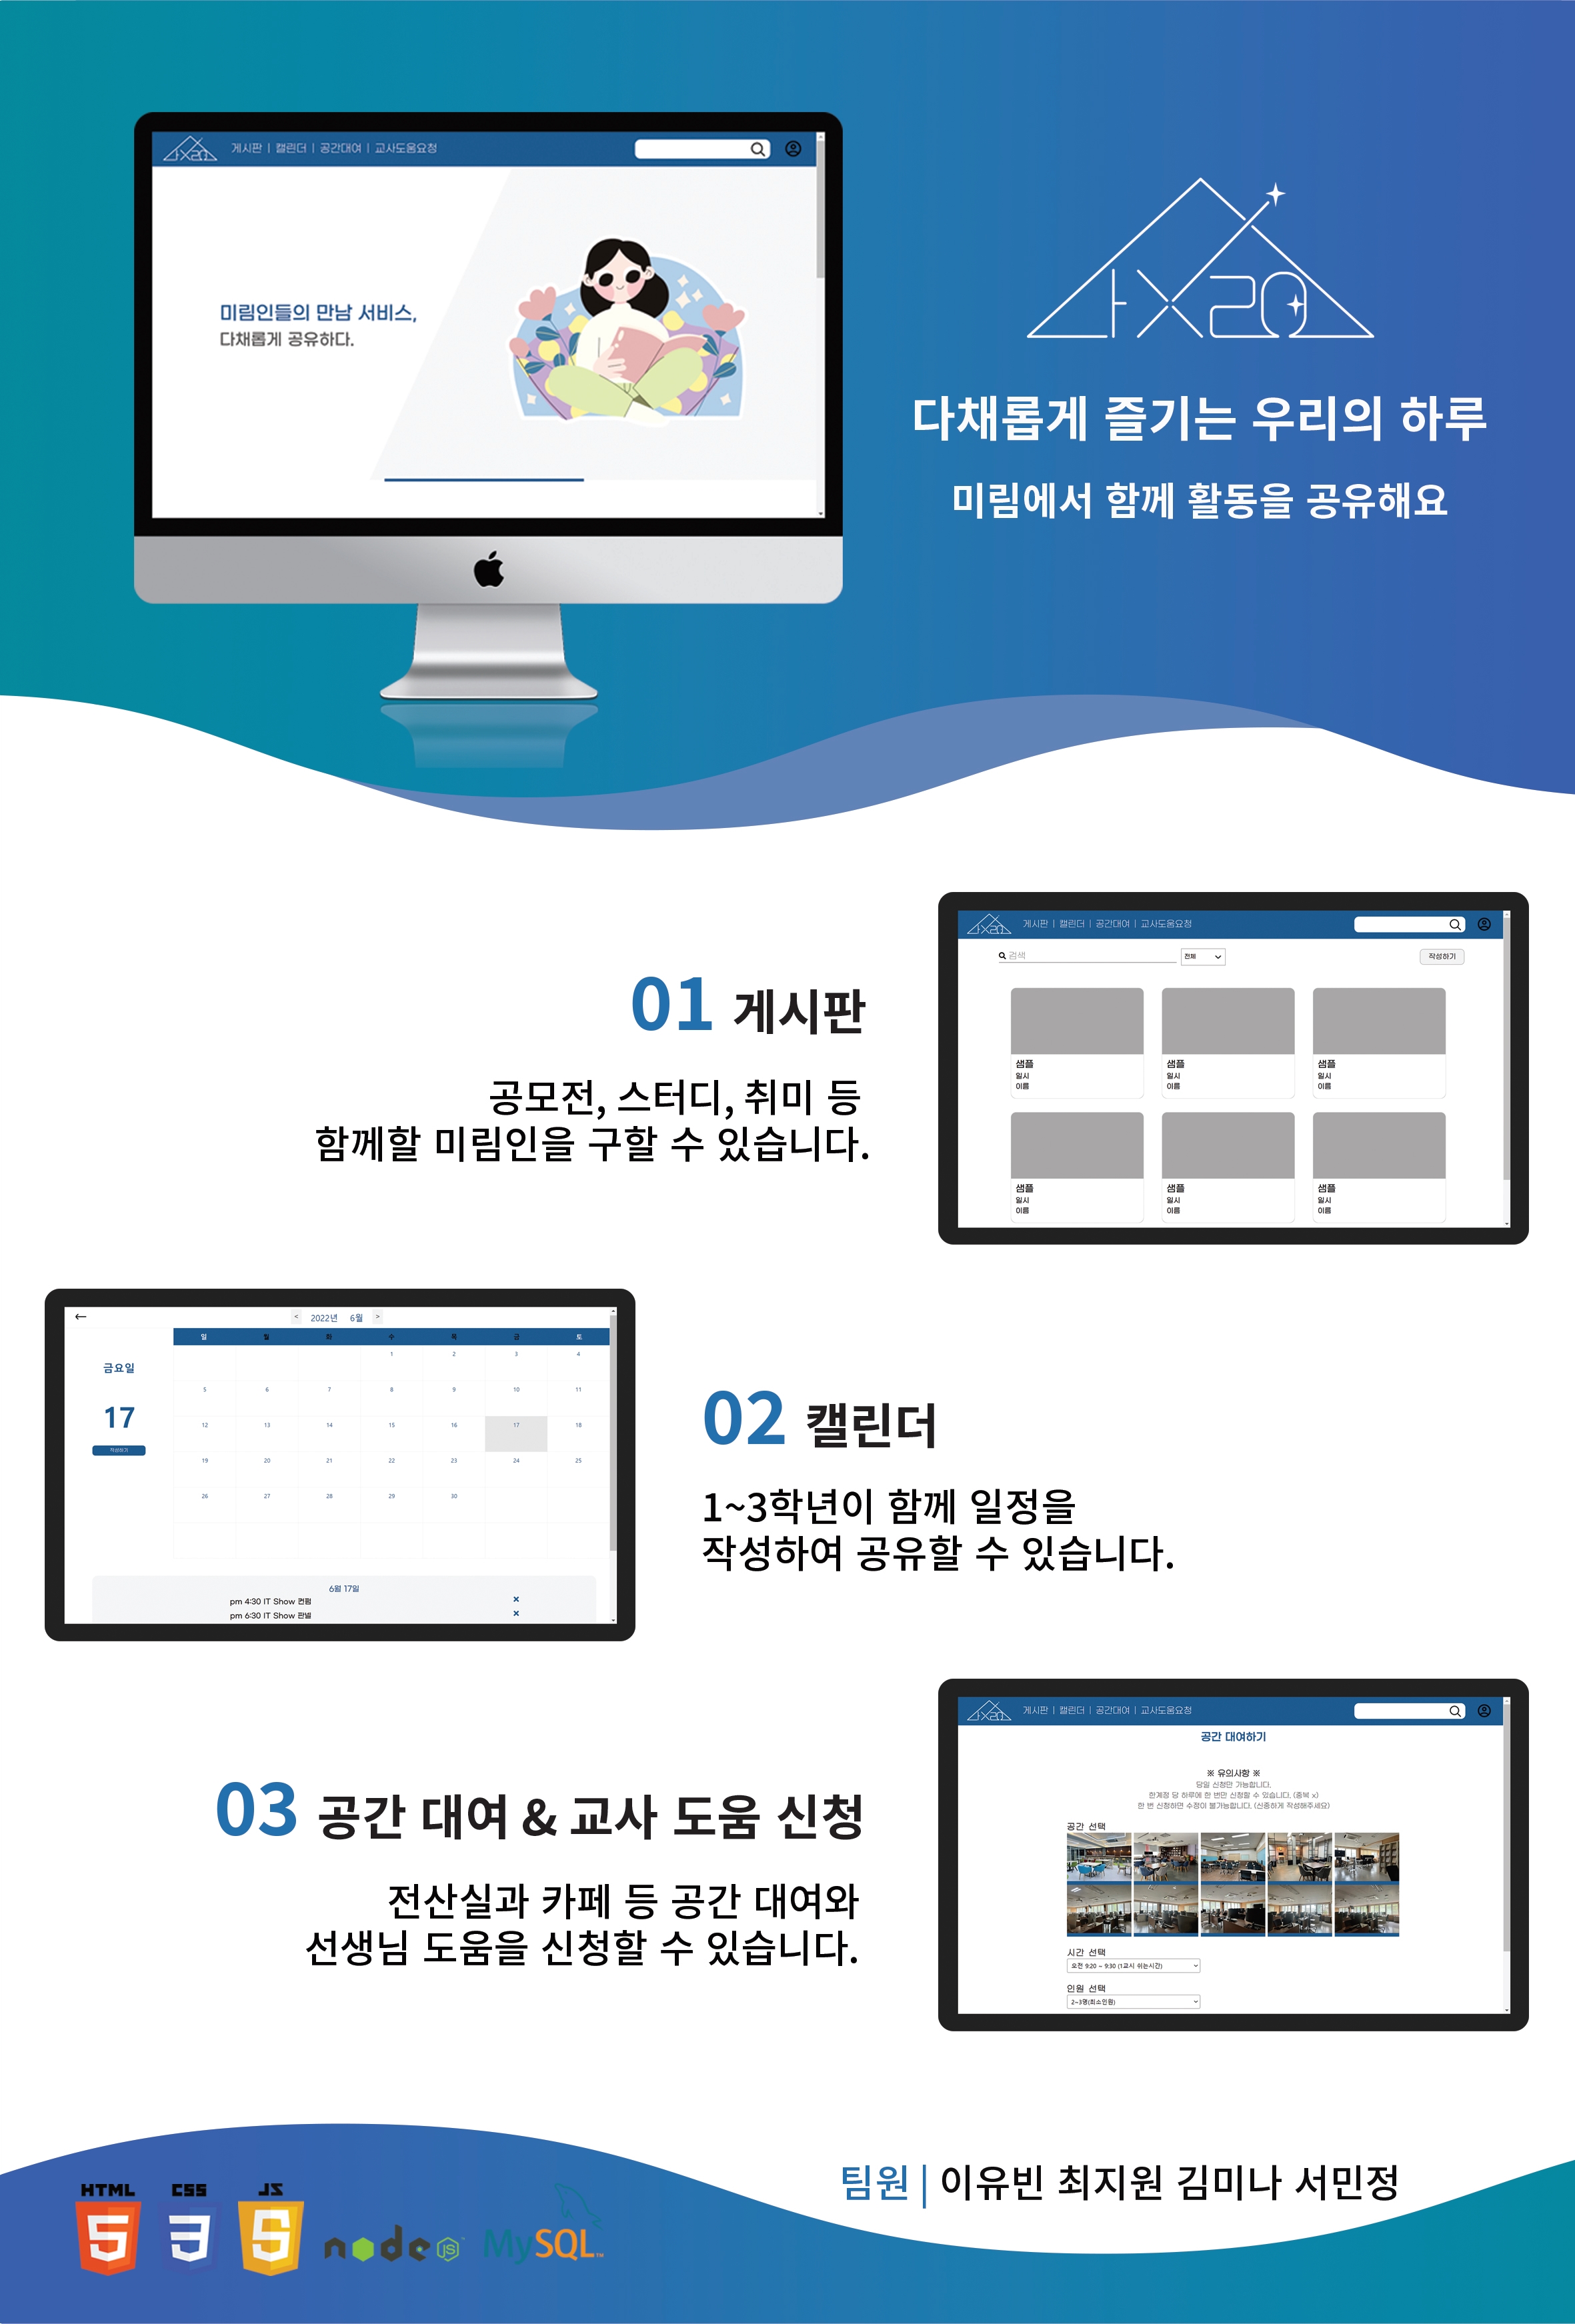 게시판 | 캘린더 | 공간대여 | 교사도움요청
미림인들의 만남 서비스,
다채롭게 공유하다.
다채롭게 즐기는 우리의 하루
미림에서 함께 활동을 공유해요
01 게시판
공모전, 스터디, 취미 등
함께할 미림인을 구할 수 있습니다.
게시판 | 캘린더 | 공간대여 | 교사도움요청
검색 전체 작성하기
샘플 샘플 샘플
일시 일시 일시
이름 이름 이름
샘플 샘플 샘플
일시 일시 일시
이름 이름 이름
< 2022년 6월 >
일 월 화 수 목 금 토
1 2 3 4
금요일
5 6 7 8 9 10 11
17
12 13 14 15 16 17 18
작성하기
19 20 21 22 23 24 25
26 27 28 29 30
6월 17일
pm 4:30 IT Show 컨펌
pm 6:30 IT Show 판넬
02 캘린더
1~3학년이 함께 일정을
작성하여 공유할 수 있습니다.
03 공간 대여 & 교사 도움 신청
전산실과 카페 등 공간 대여와
선생님 도움을 신청할 수 있습니다.
게시판 | 캘린더 | 공간대여 | 교사도움요청
공간 대여하기
※ 유의사항 ※
당일 신청만 가능합니다.
한계정 당 하루에 한 번만 신청할 수 있습니다. (중복 x)
한 번 신청하면 수정이 불가능합니다. (신중하게 작성해주세요)
공간 선택
시간 선택
오전 9:20 ~ 9:30 (1교시 쉬는시간)
인원 선택
2~3명(최소인원)
팀원 | 이유빈 최지원 김미나 서민정
HTML CSS JS
node JS MySQL™